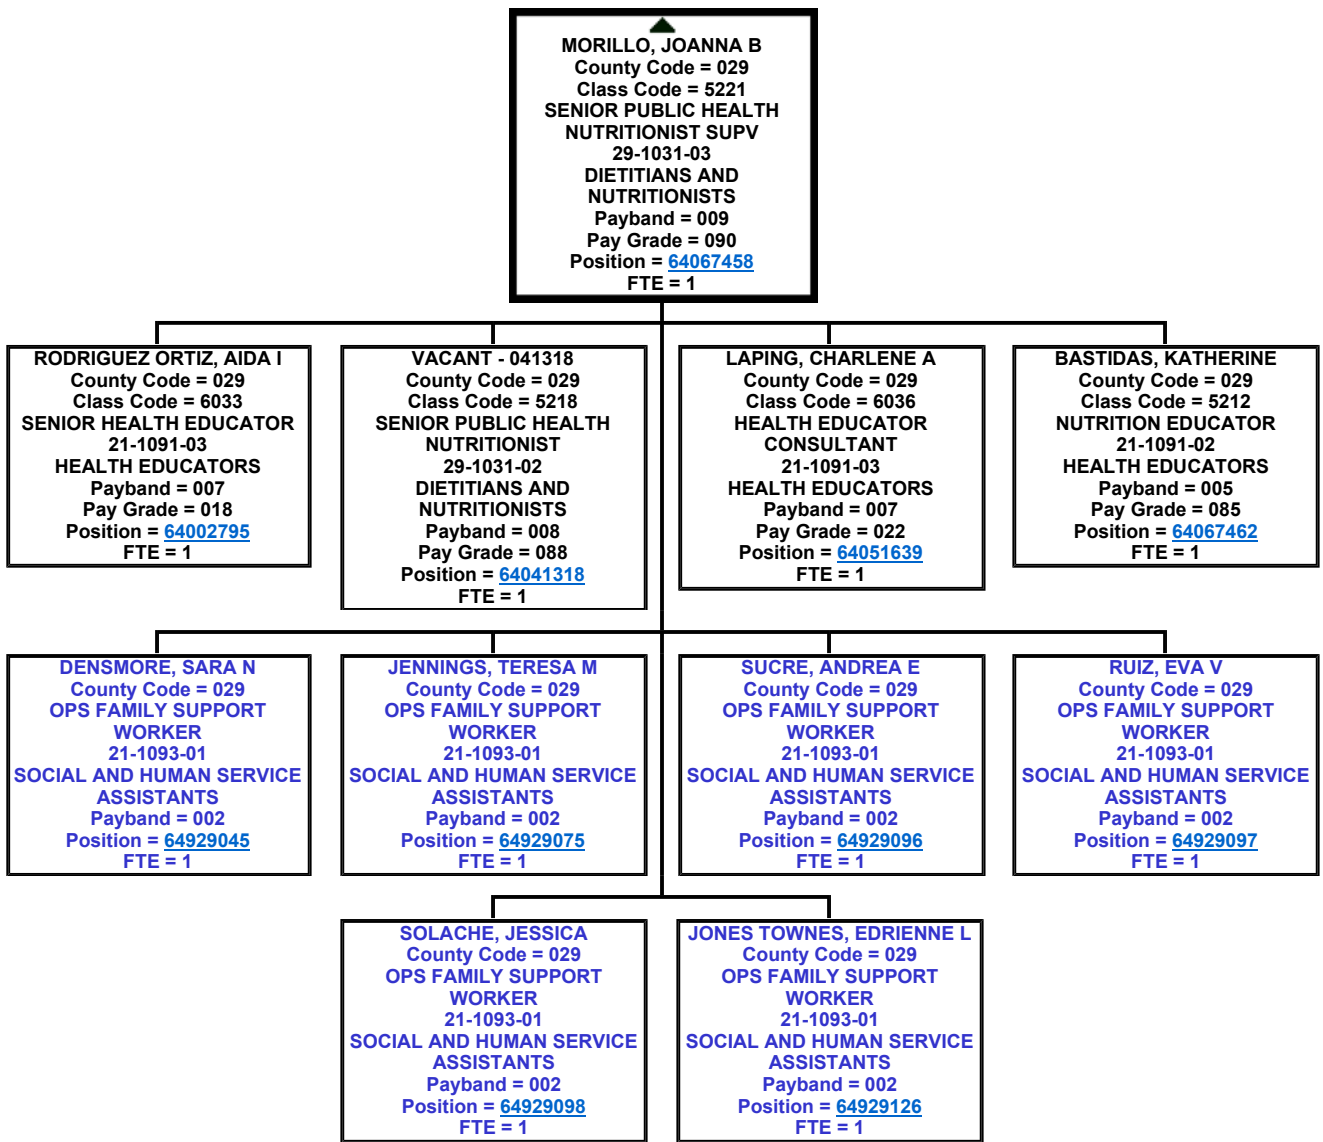 MORILLO, JOANNA B
County Code = 029
Class Code = 5221
SENIOR PUBLIC HEALTH
NUTRITIONIST SUPV
29-1031-03
DIETITIANS AND
NUTRITIONISTS
Payband = 009
Pay Grade = 090
Position = 64067458
FTE = 1
RODRIGUEZ ORTIZ, AIDA I
County Code = 029
Class Code = 6033
SENIOR HEALTH EDUCATOR
21-1091-03
HEALTH EDUCATORS
Payband = 007
Pay Grade = 018
Position = 64002795
FTE = 1
VACANT - 041318
County Code = 029
Class Code = 5218
SENIOR PUBLIC HEALTH
NUTRITIONIST
29-1031-02
DIETITIANS AND
NUTRITIONISTS
Payband = 008
Pay Grade = 088
Position = 64041318
FTE = 1
LAPING, CHARLENE A
County Code = 029
Class Code = 6036
HEALTH EDUCATOR
CONSULTANT
21-1091-03
HEALTH EDUCATORS
Payband = 007
Pay Grade = 022
Position = 64051639
FTE = 1
BASTIDAS, KATHERINE
County Code = 029
Class Code = 5212
NUTRITION EDUCATOR
21-1091-02
HEALTH EDUCATORS
Payband = 005
Pay Grade = 085
Position = 64067462
FTE = 1
DENSMORE, SARA N
County Code = 029
OPS FAMILY SUPPORT
WORKER
21-1093-01
SOCIAL AND HUMAN SERVICE
ASSISTANTS
Payband = 002
Position = 64929045
FTE = 1
JENNINGS, TERESA M
County Code = 029
OPS FAMILY SUPPORT
WORKER
21-1093-01
SOCIAL AND HUMAN SERVICE
ASSISTANTS
Payband = 002
Position = 64929075
FTE = 1
SUCRE, ANDREA E
County Code = 029
OPS FAMILY SUPPORT
WORKER
21-1093-01
SOCIAL AND HUMAN SERVICE
ASSISTANTS
Payband = 002
Position = 64929096
FTE = 1
RUIZ, EVA V
County Code = 029
OPS FAMILY SUPPORT
WORKER
21-1093-01
SOCIAL AND HUMAN SERVICE
ASSISTANTS
Payband = 002
Position = 64929097
FTE = 1
SOLACHE, JESSICA
County Code = 029
OPS FAMILY SUPPORT
WORKER
21-1093-01
SOCIAL AND HUMAN SERVICE
ASSISTANTS
Payband = 002
Position = 64929098
FTE = 1
JONES TOWNES, EDRIENNE L
County Code = 029
OPS FAMILY SUPPORT
WORKER
21-1093-01
SOCIAL AND HUMAN SERVICE
ASSISTANTS
Payband = 002
Position = 64929126
FTE = 1